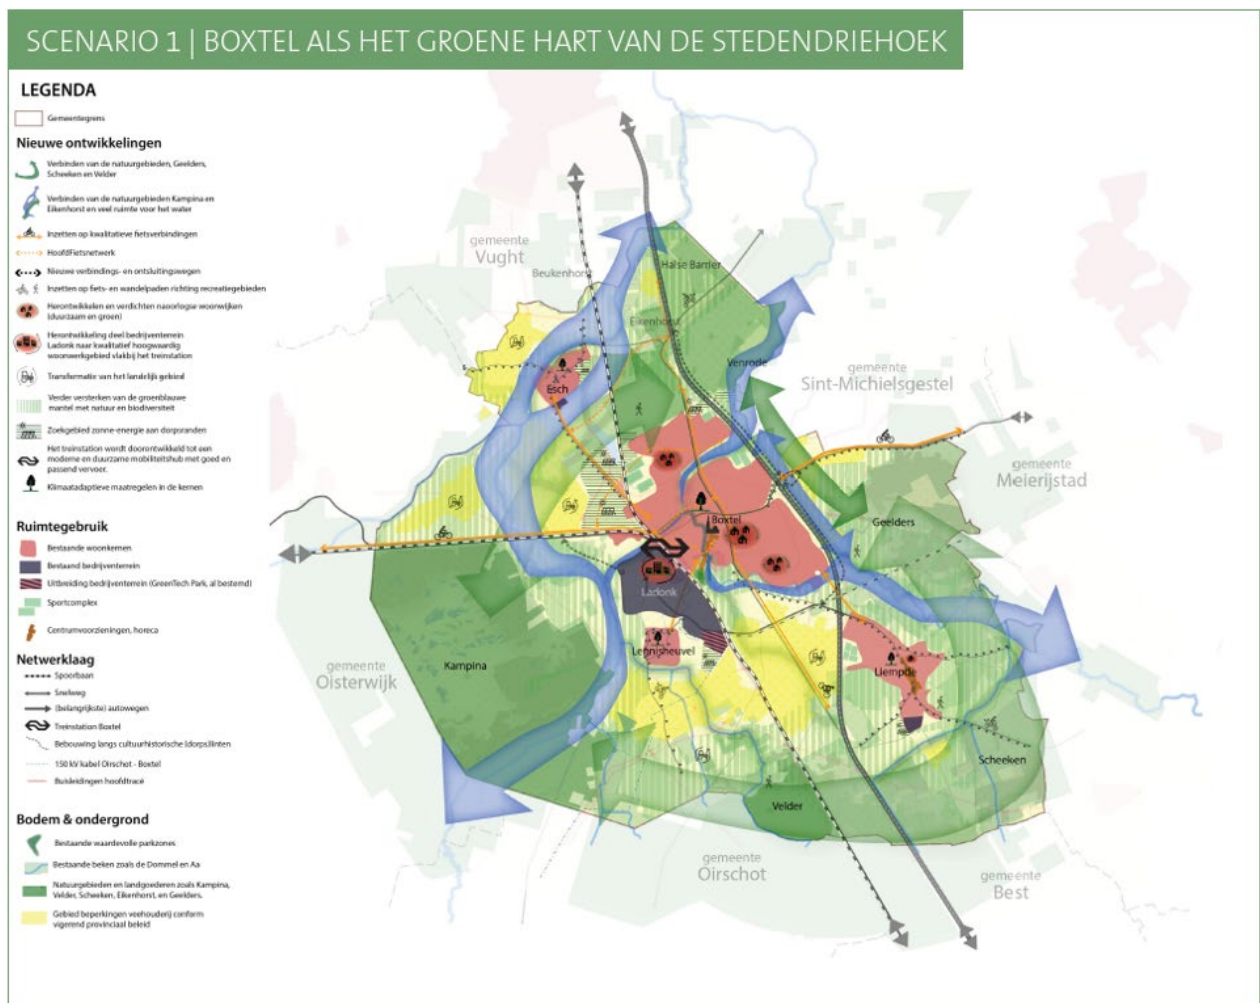 SCENARIO 1 | BOXTEL ALS HET GROENE HART VAN DE STEDENDRIEHOEK
LEGENDA
Gemeentegrens
Nieuwe ontwikkelingen
Verbinden van de natuurgebieden, Geelders,
Scheeken en Velder
Verbinden van de natuurgebieden Kampina en
Eikenhorst en veel ruimte voor het water
Inzetten op kwalitatieve fietsverbindingen
HoofdFietsnetwerk
Nieuwe verbindings- en ontsluitingswegen
Inzetten op fiets- en wandelpaden richting recreatiegebieden
Herontwikkelen en verdichten naoorlogse woonwijken
(duurzaam en groen)
Herontwikkeling deel bedrijventerrein
Ladonk naar kwalitatief hoogwaardig
woonwerkgebied vlakbij het treinstation
Transformatie van het landelijk gebied
Verder versterken van de groenblauwe
mantel met natuur en biodiversiteit
Zoekgebied zonne-energie aan dorpsranden
Het treinstation wordt doorontwikkeld tot een
moderne en duurzame mobiliteitshub met goed en
passend vervoer.
Klimaatadaptieve maatregelen in de kernen
Ruimtegebruik
Bestaande woonkernen
Bestaand bedrijventerrein
Uitbreiding bedrijventerrein (GreenTech Park, al bestemd)
Sportcomplex
Centrumvoorzieningen, horeca
Netwerklaag
Spoorbaan
Snelweg
(belangrijkste) autowegen
Treinstation Boxtel
Bebouwing langs cultuurhistorische (dorps)linten
150 kV kabel Oirschot - Boxtel
Buisleidingen hoofdtracé
Bodem & ondergrond
Bestaande waardevolle parkzones
Bestaande beken zoals de Dommel en Aa
Natuurgebieden en landgoederen zoals Kampina,
Velder, Scheeken, Eikenhorst, en Geelders.
Gebied beperkingen veehouderij conform
vigerend provinciaal beleid
gemeente
Vught
Beukenhorst
Halse Barrier
Eikenhorst
Venrode
gemeente
Sint-Michielsgestel
Esch
gemeente
Meierijstad
Boxtel
Geelders
Ladonk
Lennisheuvel
Kampina
gemeente
Oisterwijk
Liempde
Scheeken
Velder
gemeente
Oirschot
gemeente
Best